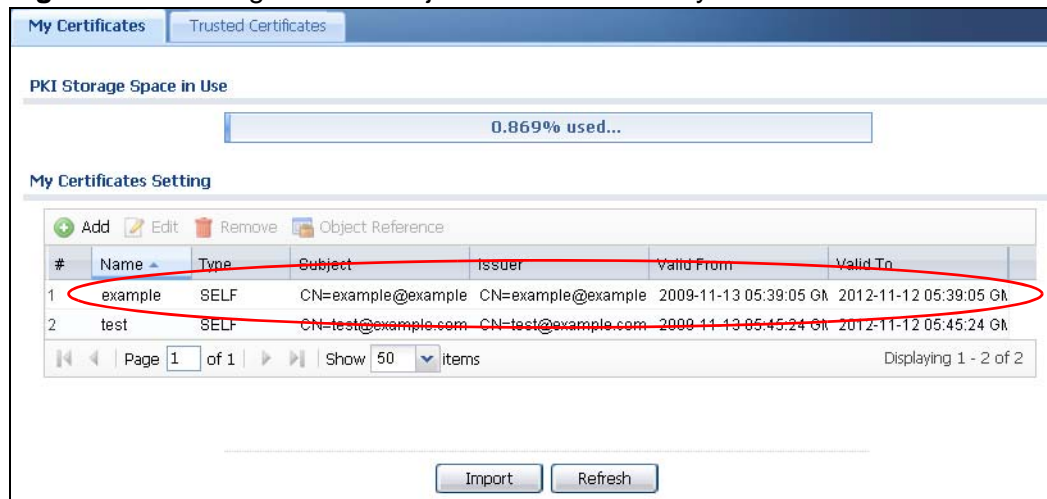 My Certificates Trusted Certificates
PKI Storage Space in Use
0.869% used...
My Certificates Setting
Add Edit Remove Object Reference
# Name Type Subject Issuer Valid From Valid To
1 example SELF CN=example@example CN=example@example 2009-11-13 05:39:05 GM 2012-11-12 05:39:05 GM
2 test SELF CN=test@example.com CN=test@example.com 2009-11-13 05:45:24 GM 2012-11-12 05:45:24 GM
Page 1 of 1 Show 50 items Displaying 1 - 2 of 2
Import Refresh